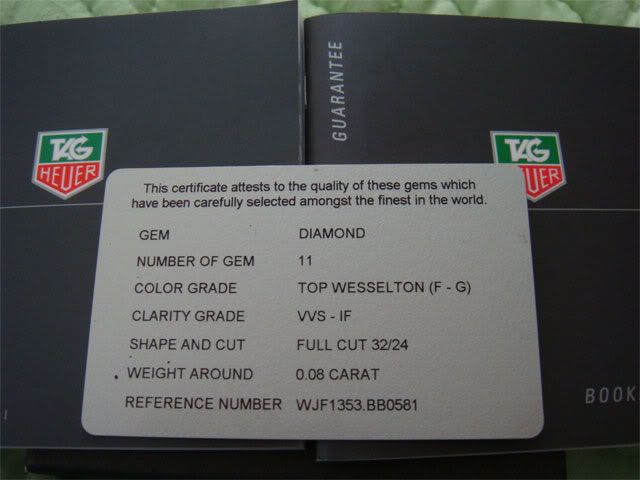 GUARANTEE
TAG
HEUER
TAG
UER
This certificate attests to the quality of these gems which
have been carefully selected amongst the finest in the world.
GEM DIAMOND
NUMBER OF GEM 11
COLOR GRADE TOP WESSELTON (F - G)
CLARITY GRADE VVS - IF
SHAPE AND CUT FULL CUT 32/24
WEIGHT AROUND 0.08 CARAT
REFERENCE NUMBER WJF1353.BB0581
BOOK